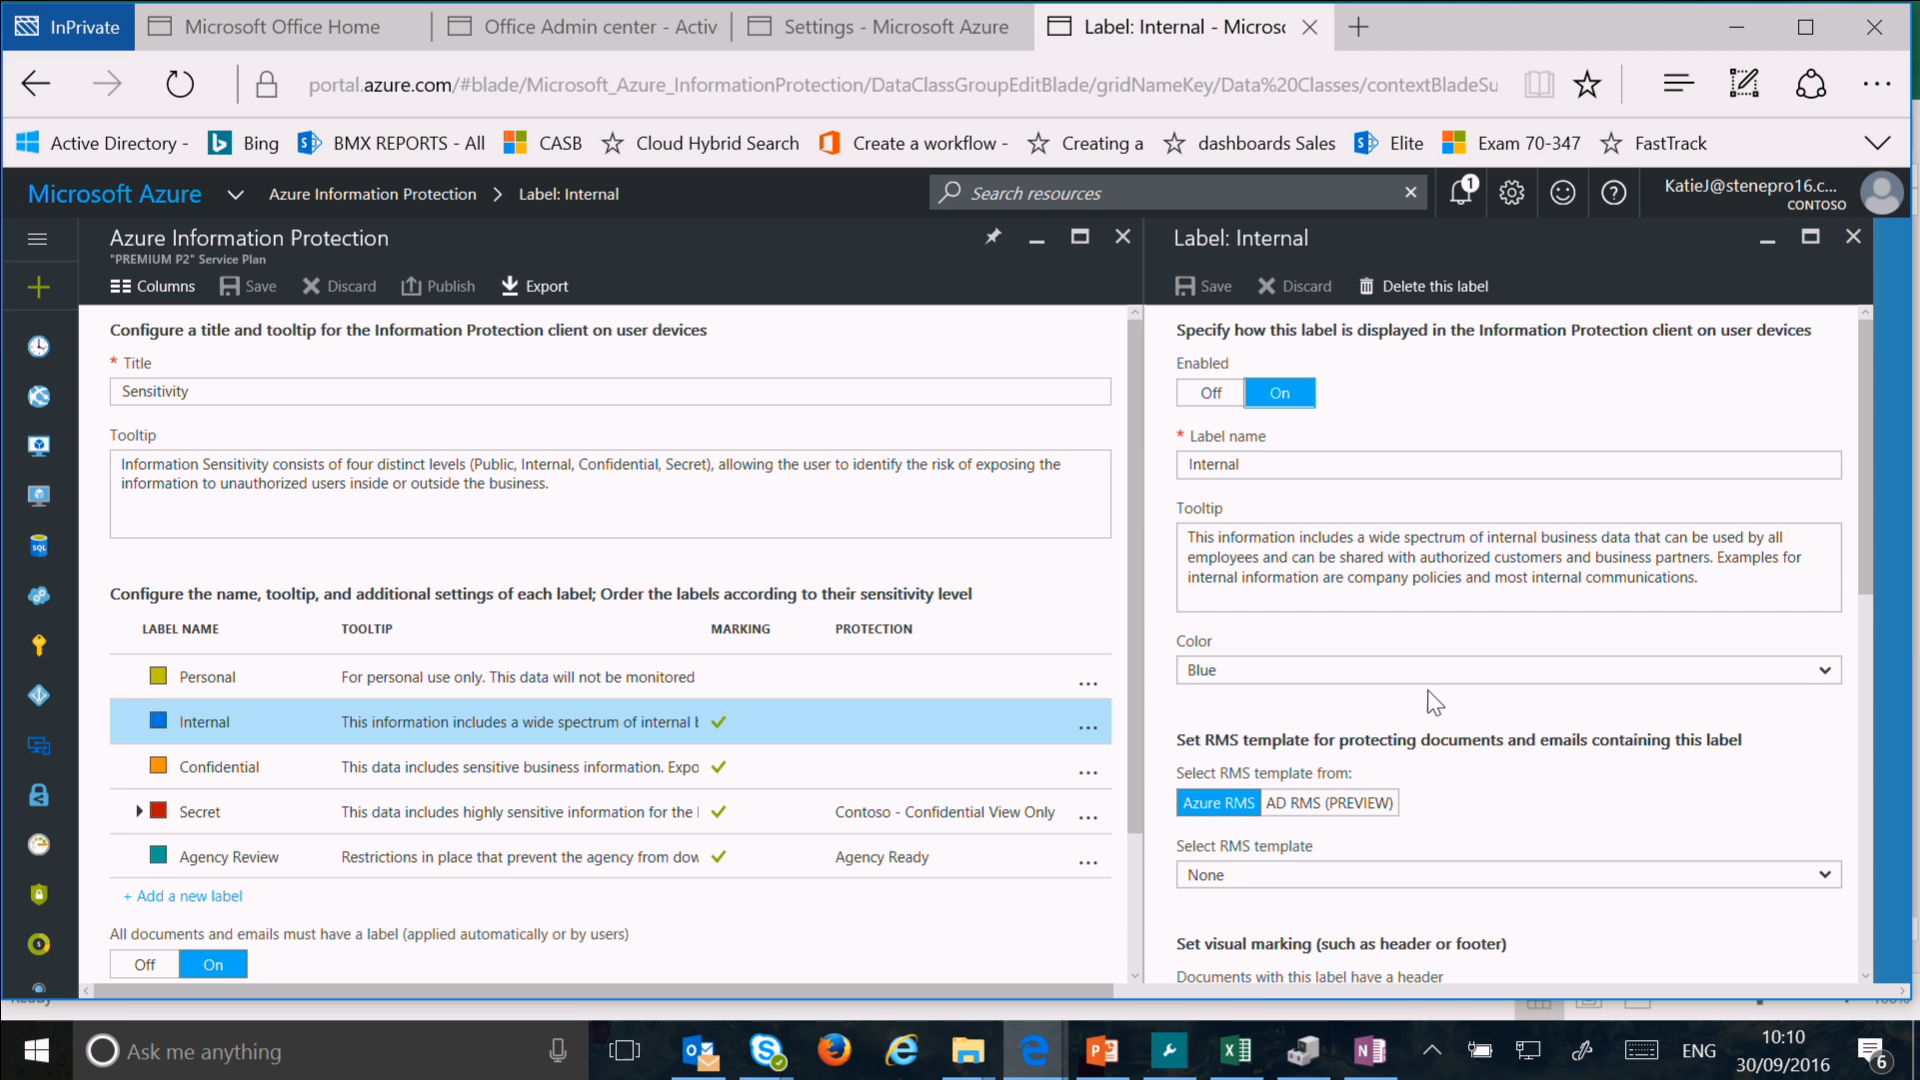 InPrivate
Microsoft Office Home
Office Admin center - Activ
Settings - Microsoft Azure
Label: Internal - Micros
portal.azure.com/#blade/Microsoft_Azure_InformationProtection/DataClassGroupEditBlade/gridNameKey/Data%20Classes/contextBladeSu
Active Directory -
Bing
BMX REPORTS - All
CASB
Cloud Hybrid Search
Create a workflow -
Creating a
dashboards Sales
Elite
Exam 70-347
FastTrack
Microsoft Azure
Azure Information Protection > Label: Internal
Search resources
1
KatieJ@stenepro16.c...
CONTOSO
Azure Information Protection
"PREMIUM P2" Service Plan
Columns Save Discard Publish Export
Configure a title and tooltip for the Information Protection client on user devices
* Title
Sensitivity
Tooltip
Information Sensitivity consists of four distinct levels (Public, Internal, Confidential, Secret), allowing the user to identify the risk of exposing the
information to unauthorized users inside or outside the business.
Configure the name, tooltip, and additional settings of each label; Order the labels according to their sensitivity level
LABEL NAME TOOLTIP MARKING PROTECTION
Personal For personal use only. This data will not be monitored ...
Internal This information includes a wide spectrum of internal ...
Confidential This data includes sensitive business information. Expo ...
Secret This data includes highly sensitive information for the Contoso - Confidential View Only ...
Agency Review Restrictions in place that prevent the agency from dow Agency Ready ...
+ Add a new label
All documents and emails must have a label (applied automatically or by users)
Off On
Label: Internal
Save Discard Delete this label
Specify how this label is displayed in the Information Protection client on user devices
Enabled
Off On
* Label name
Internal
Tooltip
This information includes a wide spectrum of internal business data that can be used by all
employees and can be shared with authorized customers and business partners. Examples for
internal information are company policies and most internal communications.
Color
Blue
Set RMS template for protecting documents and emails containing this label
Select RMS template from:
Azure RMS AD RMS (PREVIEW)
Select RMS template
None
Set visual marking (such as header or footer)
Documents with this label have a header
SQL
Ask me anything
ENG
10:10
30/09/2016
6